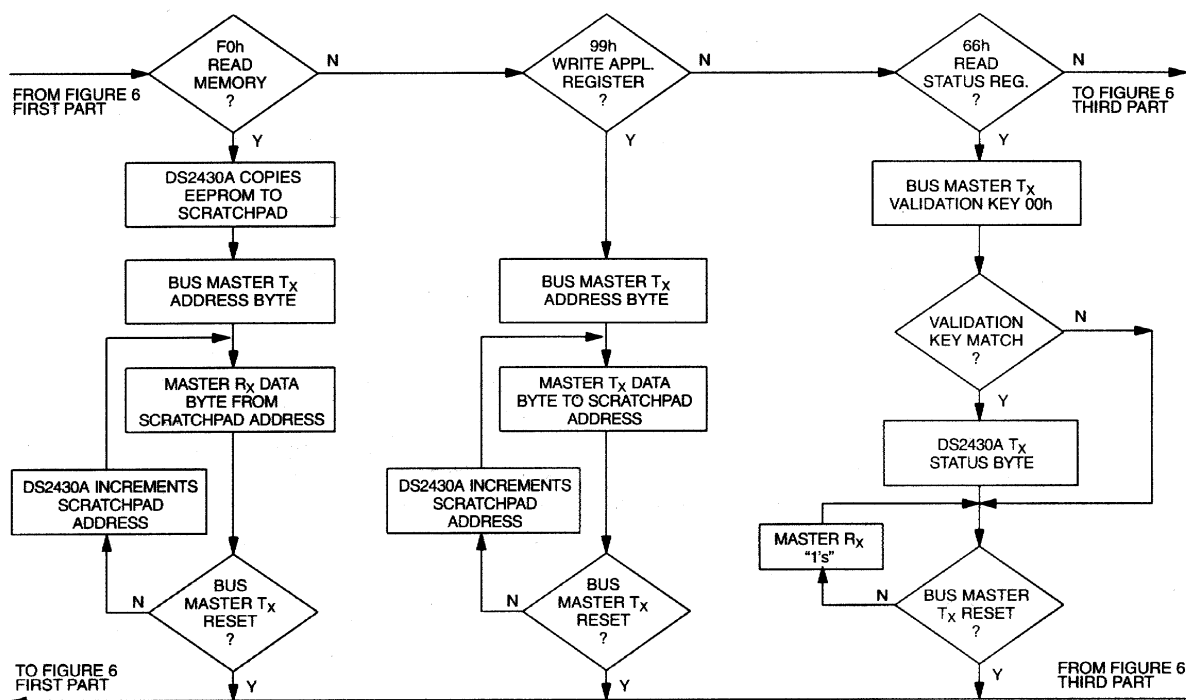 F0h
READ
MEMORY
?
N
99h
WRITE APPL.
REGISTER
?
N
66h
READ
STATUS REG.
?
N
FROM FIGURE 6
FIRST PART
TO FIGURE 6
THIRD PART
Y
Y
Y
DS2430A COPIES
EEPROM TO
SCRATCHPAD
BUS MASTER TX
VALIDATION KEY 00h
BUS MASTER TX
ADDRESS BYTE
BUS MASTER TX
ADDRESS BYTE
VALIDATION
KEY MATCH
?
N
Y
MASTER RX DATA
BYTE FROM
SCRATCHPAD ADDRESS
MASTER TX DATA
BYTE TO SCRATCHPAD
ADDRESS
DS2430A TX
STATUS BYTE
DS2430A INCREMENTS
SCRATCHPAD
ADDRESS
DS2430A INCREMENTS
SCRATCHPAD
ADDRESS
MASTER RX
"1's"
BUS
MASTER TX
RESET
?
N
BUS
MASTER TX
RESET
?
N
BUS MASTER
TX RESET
?
N
TO FIGURE 6
FIRST PART
Y
Y
Y
FROM FIGURE 6
THIRD PART